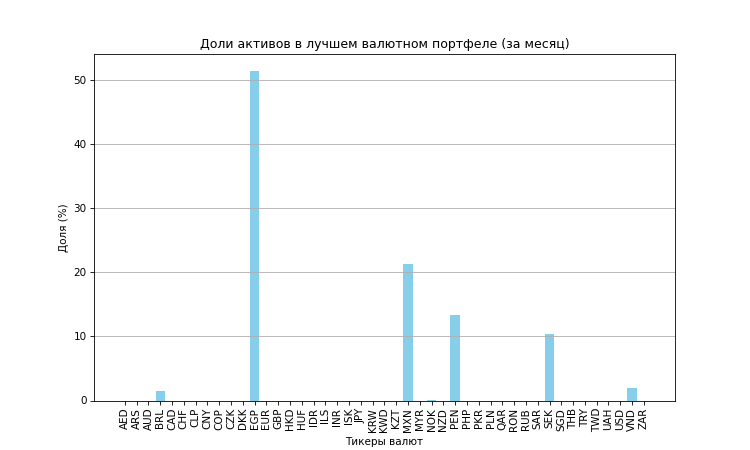 Доли активов в лучшем валютном портфеле (за месяц)
Доля (%)
50
40
30
20
10
0
AED ARS AUD BRL CAD CHF CLP CNY COP CZK DKK EGP EUR GBP HKD HUF IDR ILS INR ISK JPY KRW KWD KZT MXN MYR NOK NZD PEN PHP PKR PLN QAR RON RUB SAR SEK SGD THB TRY TWD UAH USD VND ZAR
Тикеры валют